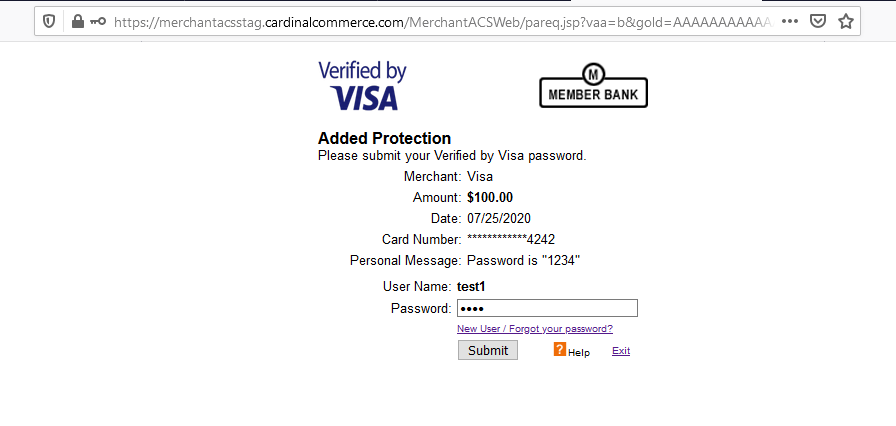 https://merchantacsstag.cardinalcommerce.com/MerchantACSWeb/pareq.jsp?vaa=b&gold=AAAAAAAAAAA
Verified by
VISA
M
MEMBER BANK
Added Protection
Please submit your Verified by Visa password.
Merchant: Visa
Amount: $100.00
Date: 07/25/2020
Card Number: ************4242
Personal Message: Password is "1234"
User Name: test1
Password: ••••
New User / Forgot your password?
Submit ? Help Exit